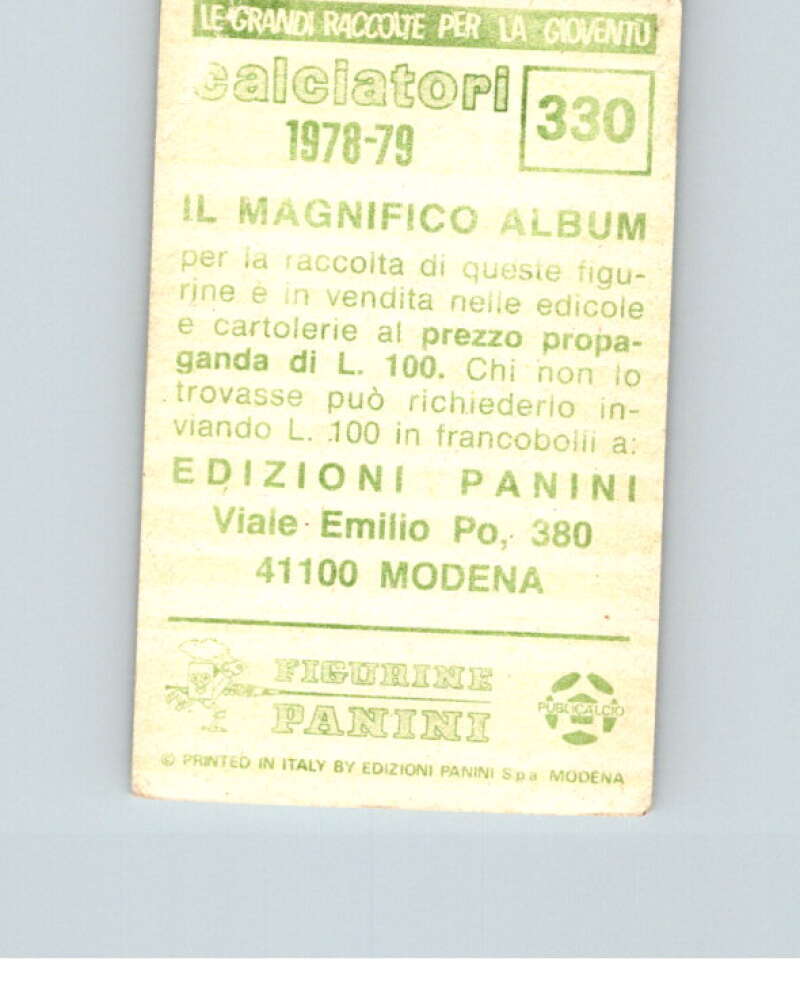 LE GRANDI RACCOLTE PER LA GIOVENTÙ
calciatori
1978-79
330
IL MAGNIFICO ALBUM
per la raccolta di queste figu-
rine è in vendita nelle edicole
e cartolerie al prezzo propa-
ganda di L. 100. Chi non lo
trovasse può richiederlo in-
viando L. 100 in francobolli a:
EDIZIONI PANINI
Viale Emilio Po, 380
41100 MODENA
FIGURINE
PANINI
PUBLICALCIO
© PRINTED IN ITALY BY EDIZIONI PANINI S.p.a. MODENA